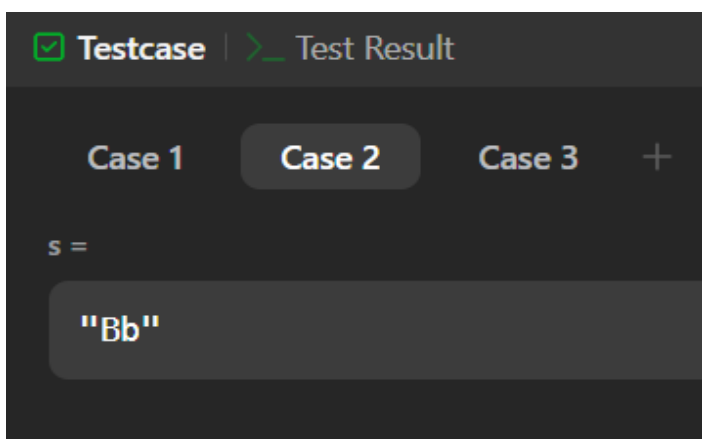 Testcase | >_ Test Result
Case 1 Case 2 Case 3 +
s =
"Bb"